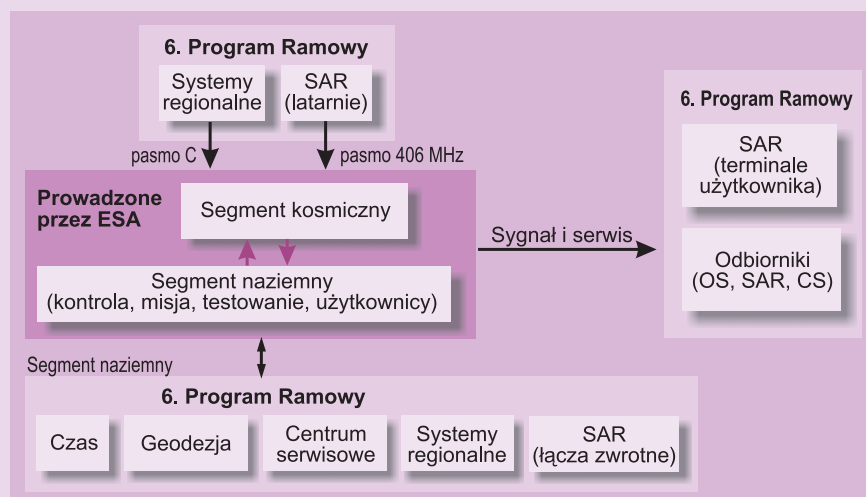 6. Program Ramowy
Systemy
regionalne
SAR
(latarnie)
pasmo C
pasmo 406 MHz
Prowadzone
przez ESA
Segment kosmiczny
Segment naziemny
(kontrola, misja, testowanie, użytkownicy)
Sygnał i serwis
6. Program Ramowy
SAR
(terminale
użytkownika)
Odbiorniki
(OS, SAR, CS)
Segment naziemny
6. Program Ramowy
Czas
Geodezja
Centrum
serwisowe
Systemy
regionalne
SAR
(łącza zwrotne)